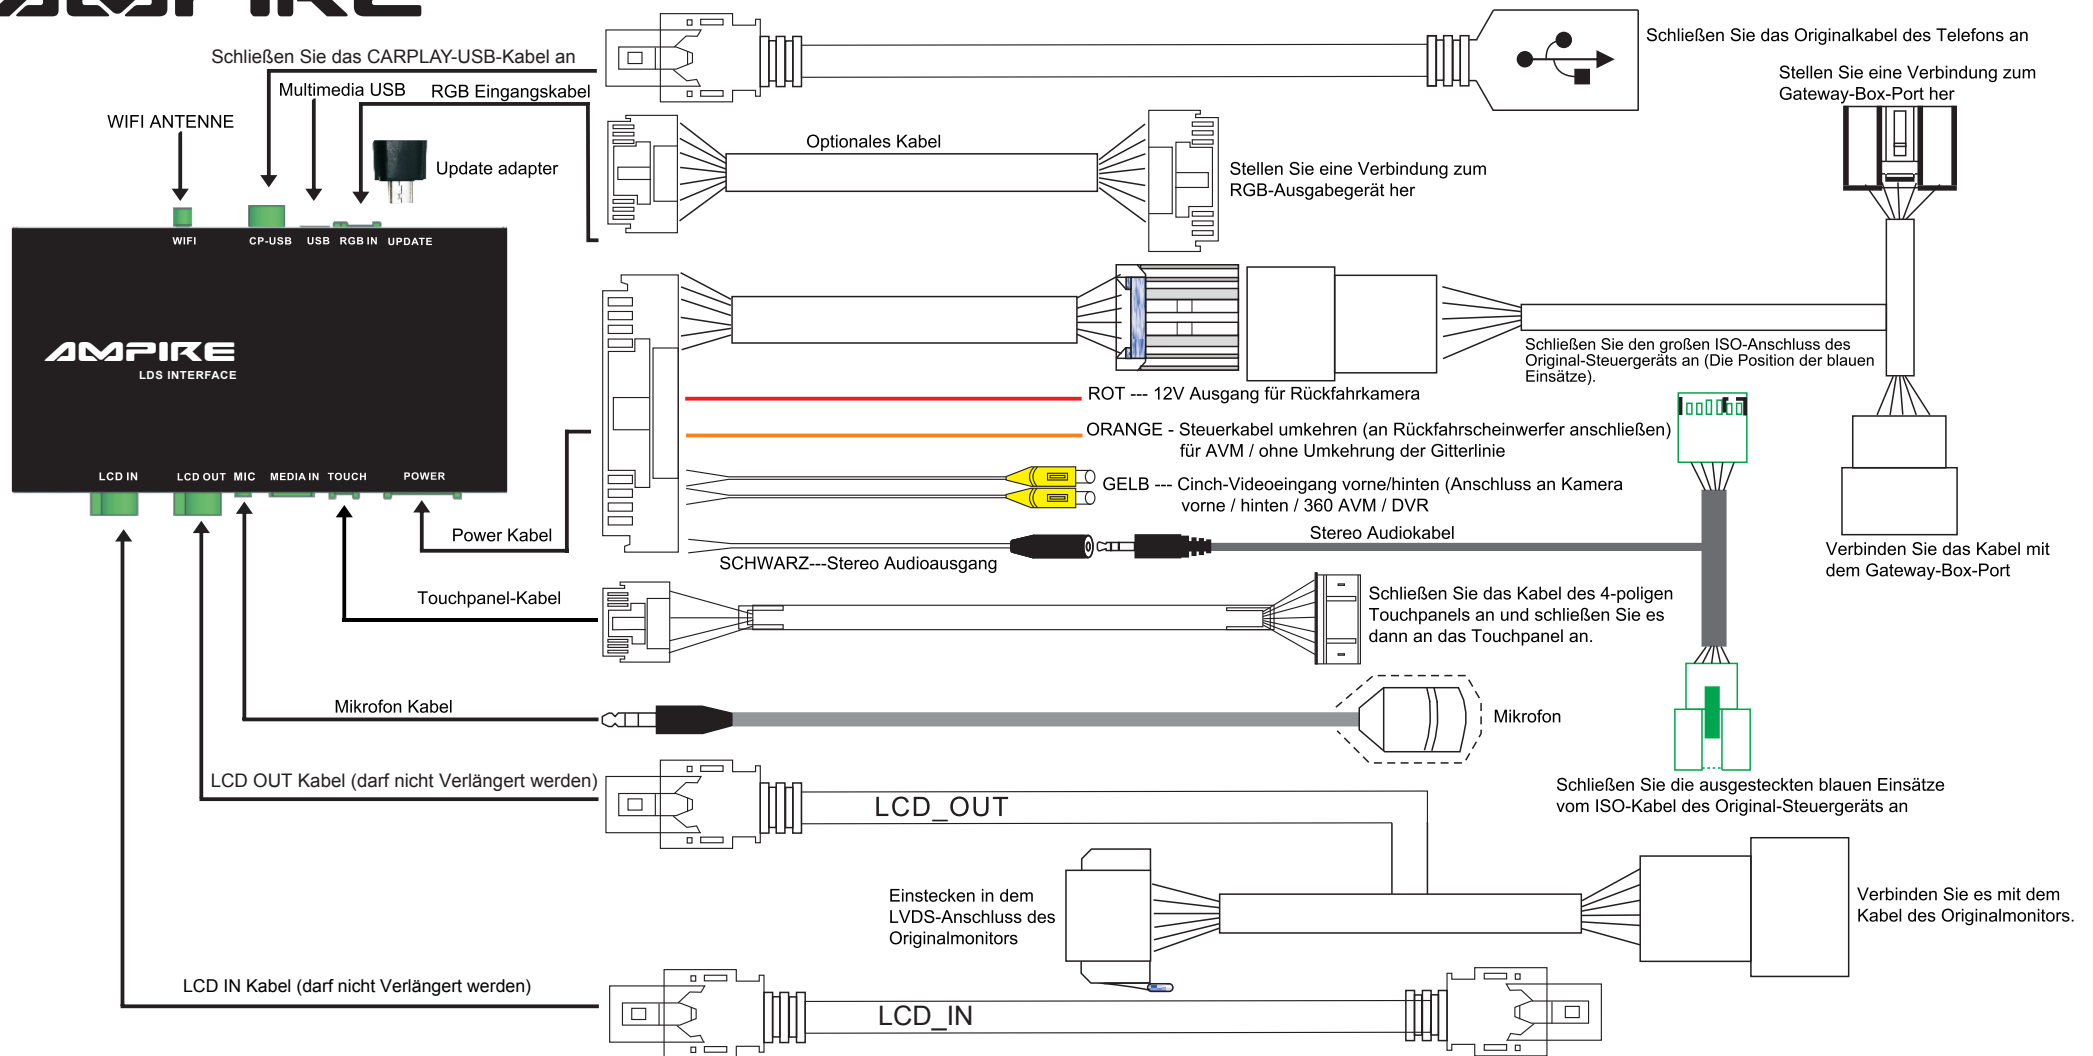 AMPIRE
Schließen Sie das CARPLAY-USB-Kabel an
Multimedia USB
RGB Eingangskabel
WIFI ANTENNE
Update adapter
Schließen Sie das Originalkabel des Telefons an
Stellen Sie eine Verbindung zum
Gateway-Box-Port her
Optionales Kabel
Stellen Sie eine Verbindung zum
RGB-Ausgabegerät her
WIFI
CP-USB
USB
RGB IN
UPDATE
AMPIRE
LDS INTERFACE
LCD IN
LCD OUT
MIC
MEDIA IN
TOUCH
POWER
Schließen Sie den großen ISO-Anschluss des
Original-Steuergeräts an (Die Position der blauen
Einsätze).
ROT --- 12V Ausgang für Rückfahrkamera
ORANGE - Steuerkabel umkehren (an Rückfahrscheinwerfer anschließen)
für AVM / ohne Umkehrung der Gitterlinie
GELB --- Cinch-Videoeingang vorne/hinten (Anschluss an Kamera
vorne / hinten / 360 AVM / DVR
Power Kabel
Stereo Audiokabel
SCHWARZ---Stereo Audioausgang
Verbinden Sie das Kabel mit
dem Gateway-Box-Port
Touchpanel-Kabel
Schließen Sie das Kabel des 4-poligen
Touchpanels an und schließen Sie es
dann an das Touchpanel an.
Mikrofon Kabel
Mikrofon
LCD OUT Kabel (darf nicht Verlängert werden)
LCD_OUT
Schließen Sie die ausgesteckten blauen Einsätze
vom ISO-Kabel des Original-Steuergeräts an
Einstecken in dem
LVDS-Anschluss des
Originalmonitors
Verbinden Sie es mit dem
Kabel des Originalmonitors.
LCD IN Kabel (darf nicht Verlängert werden)
LCD_IN